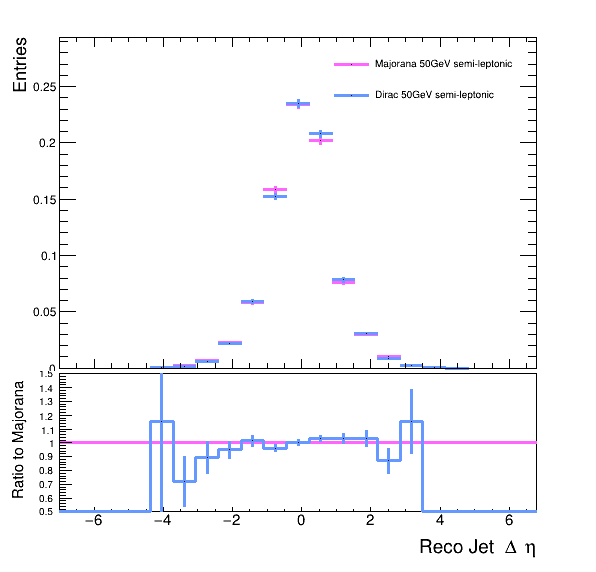 Entries
Majorana 50GeV semi-leptonic
Dirac 50GeV semi-leptonic
0.25
0.2
0.15
0.1
0.05
0
Ratio to Majorana
1.5
1.4
1.3
1.2
1.1
1
0.9
0.8
0.7
0.6
0.5
−6 −4 −2 0 2 4 6
Reco Jet Δ η